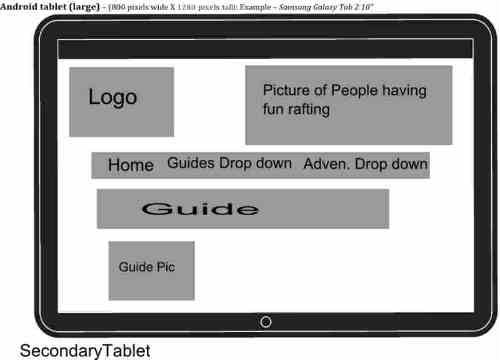 Android tablet (large) – (800 pixels wide X 1280 pixels tall): Example – Samsung Galaxy Tab 2 10"
Logo
Picture of People having
fun rafting
Home Guides Drop down Adven. Drop down
Guide
Guide Pic
SecondaryTablet